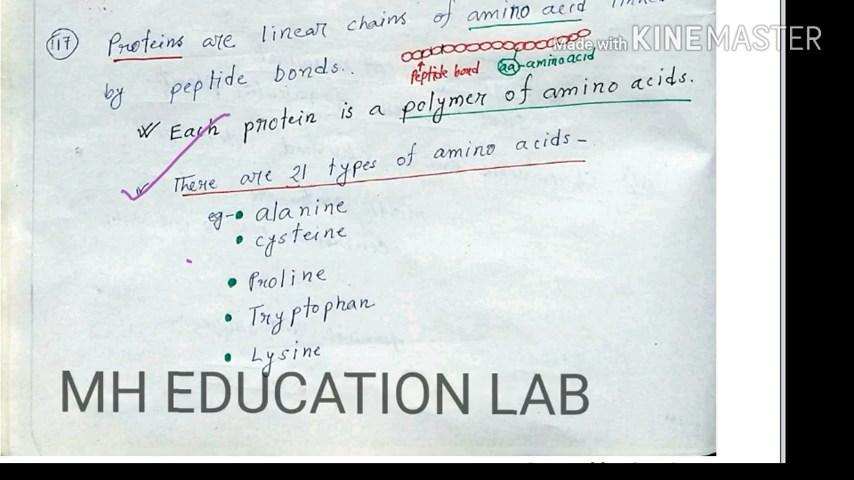 (117) Proteins are linear chains of amino acid
Made with KINEMASTER
by peptide bonds..
Peptide bond aa - amino acid
Each protein is a polymer of amino acids.
There are 21 types of amino acids -
eg - • alanine
• cysteine
• Proline
• Tryptophan
• Lysine
MH EDUCATION LAB